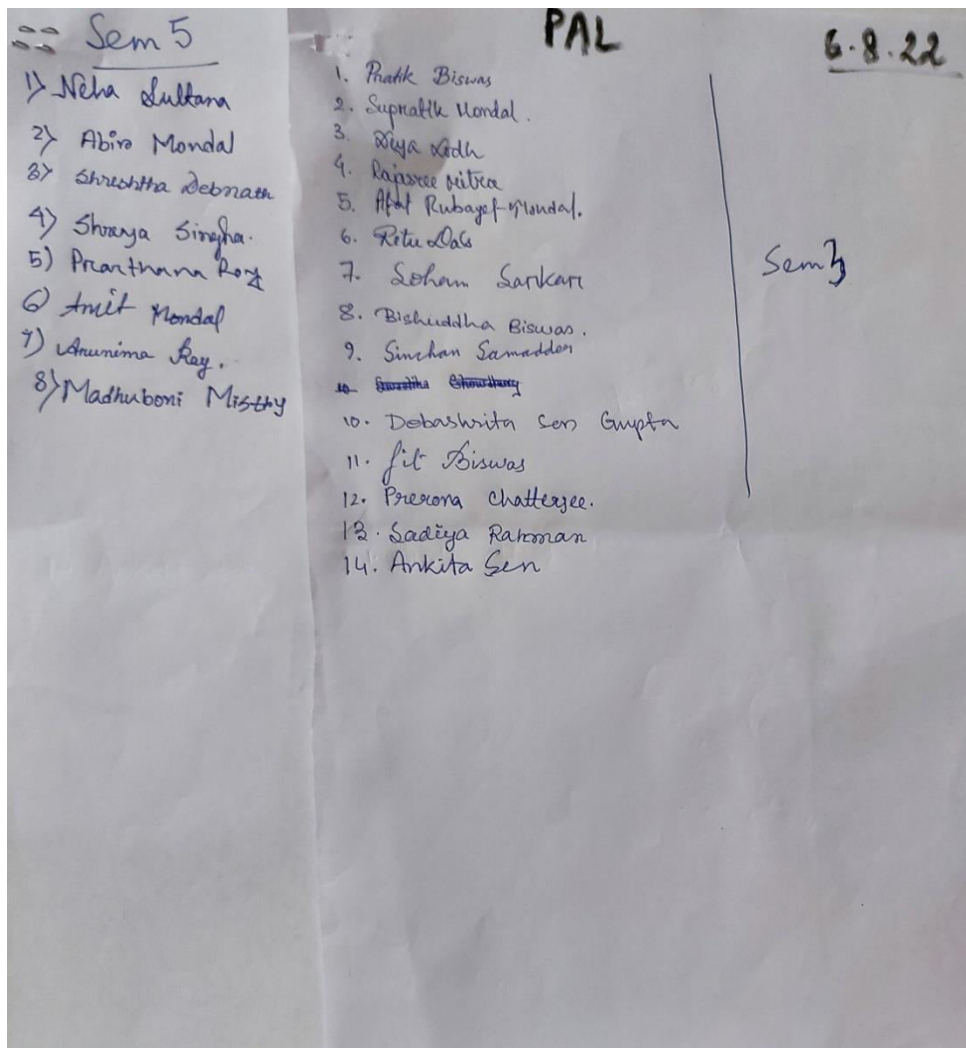 PAL
6.8.22
Sem 5
1) Neha Sultana
2) Abir Mondal
3) Shreshtha Debnath
4) Shreya Singha.
5) Prarthana Roy
6) Amit Mondal
7) Arunima Ray.
8) Madhuboni Mistry
1. Pratik Biswas
2. Supratik Mondal.
3. Diya Lodh
4. Rajasree Mitra
5. Rubayet Mondal.
6. Ritu Das
7. Soham Sarkar
8. Bishuddha Biswas.
9. Sinchan Samadder
10. Debashrita Sen Gupta
11. Jit Biswas
12. Prerona Chatterjee.
13. Sadiya Rahman
14. Ankita Sen
Sem 3